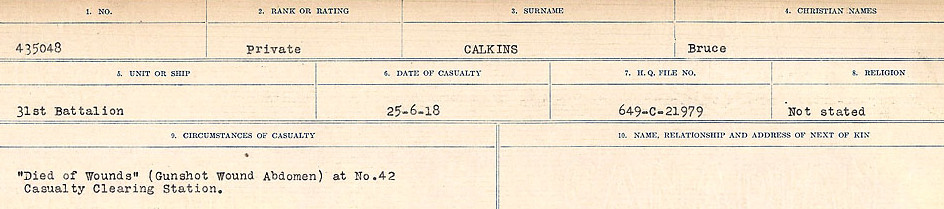 1. NO. 2. RANK OR RATING 3. SURNAME 4. CHRISTIAN NAMES
435048 Private CALKINS Bruce
5. UNIT OR SHIP 6. DATE OF CASUALTY 7. H.Q. FILE NO. 8. RELIGION
31st Battalion 25-6-18 649-C-21979 Not stated
9. CIRCUMSTANCES OF CASUALTY 10. NAME, RELATIONSHIP AND ADDRESS OF NEXT OF KIN
"Died of Wounds" (Gunshot Wound Abdomen) at No.42
Casualty Clearing Station.